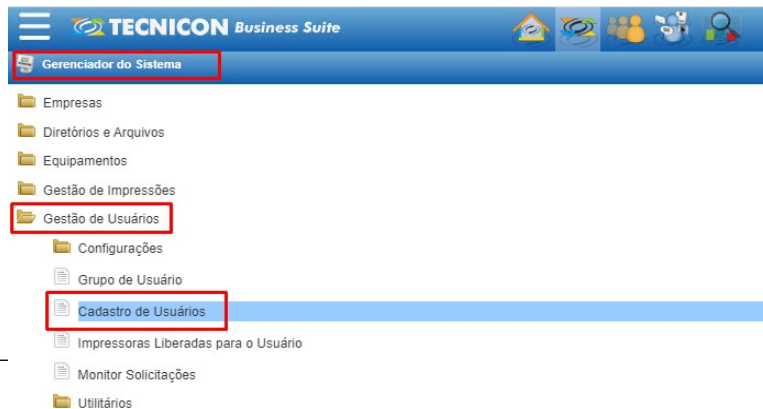 TECNICON Business Suite
Gerenciador do Sistema
Empresas
Diretórios e Arquivos
Equipamentos
Gestão de Impressões
Gestão de Usuários
Configurações
Grupo de Usuário
Cadastro de Usuários
Impressoras Liberadas para o Usuário
Monitor Solicitações
Utilitários